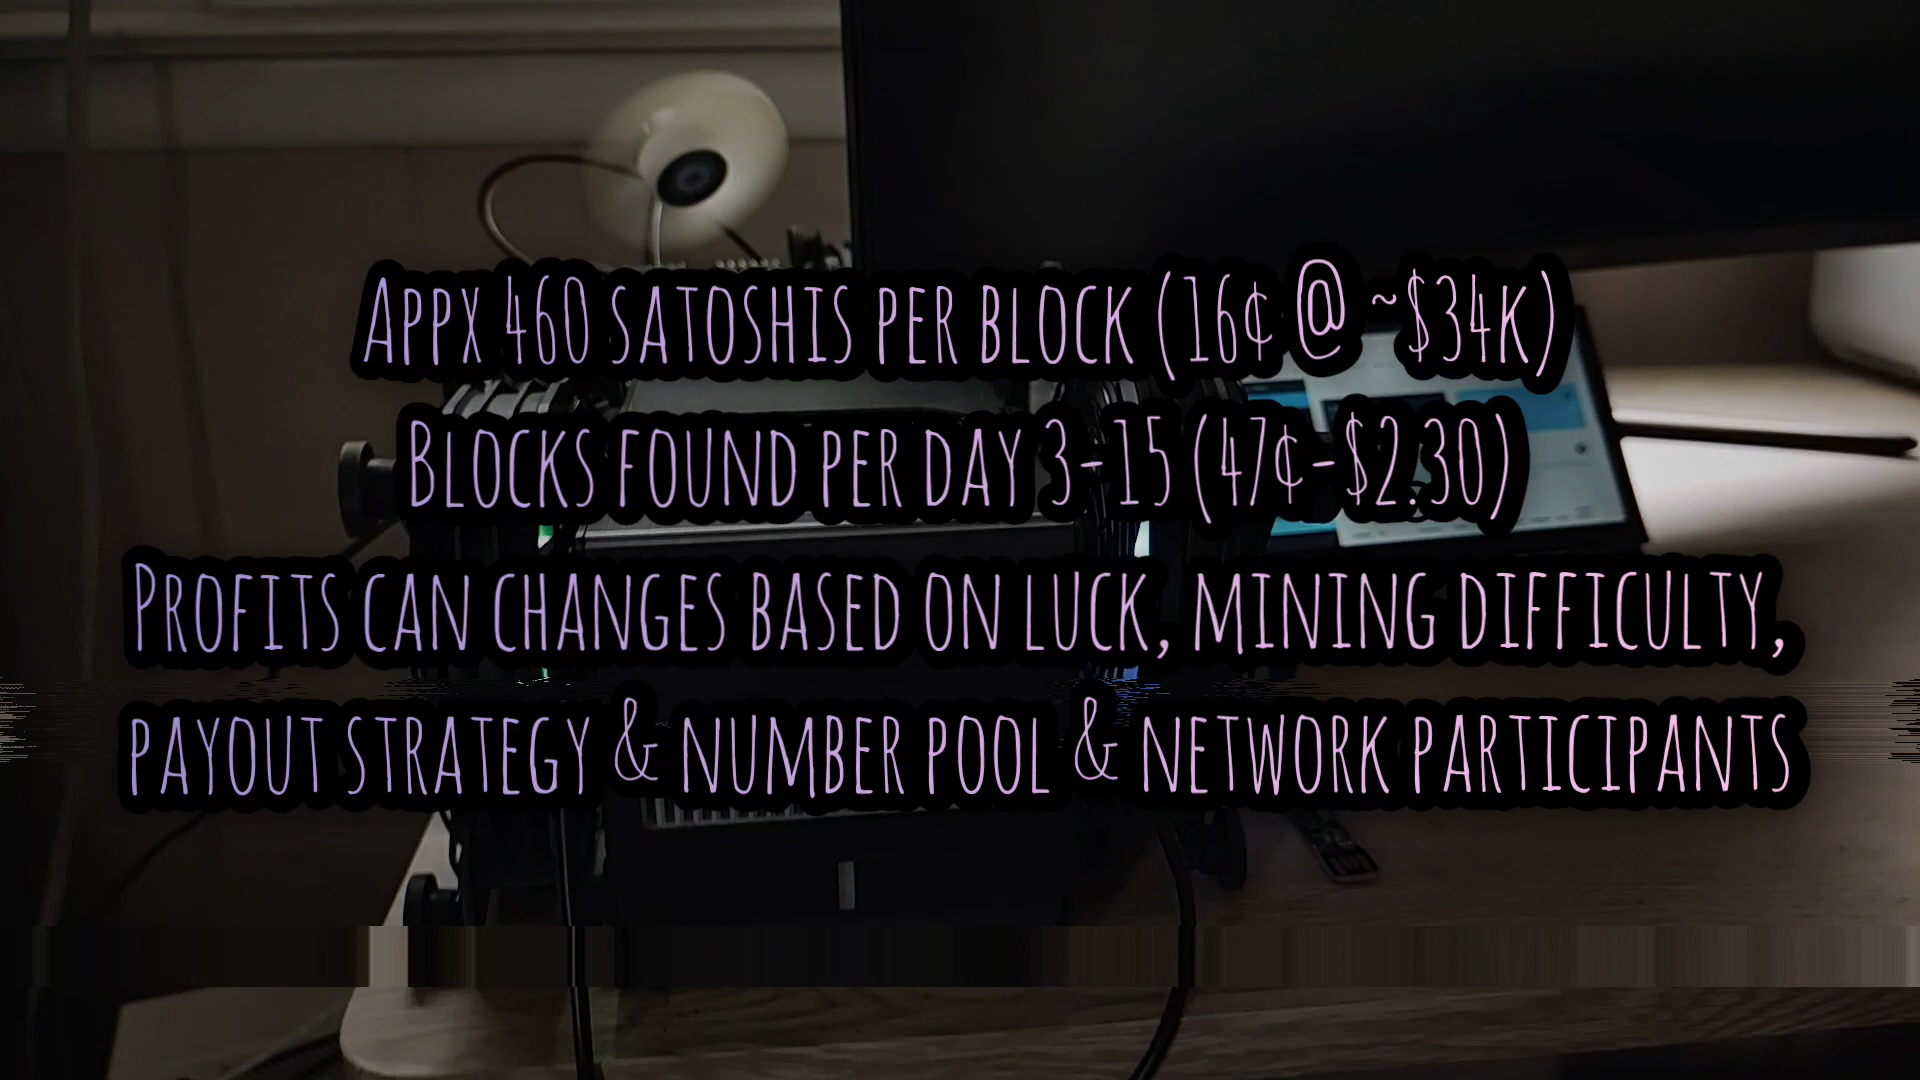 Appx 460 satoshis per block (16¢ @ ~$34k)
Blocks found per day 3-15 (47¢-$2.30)
Profits can changes based on luck, mining difficulty,
payout strategy & number pool & network participants